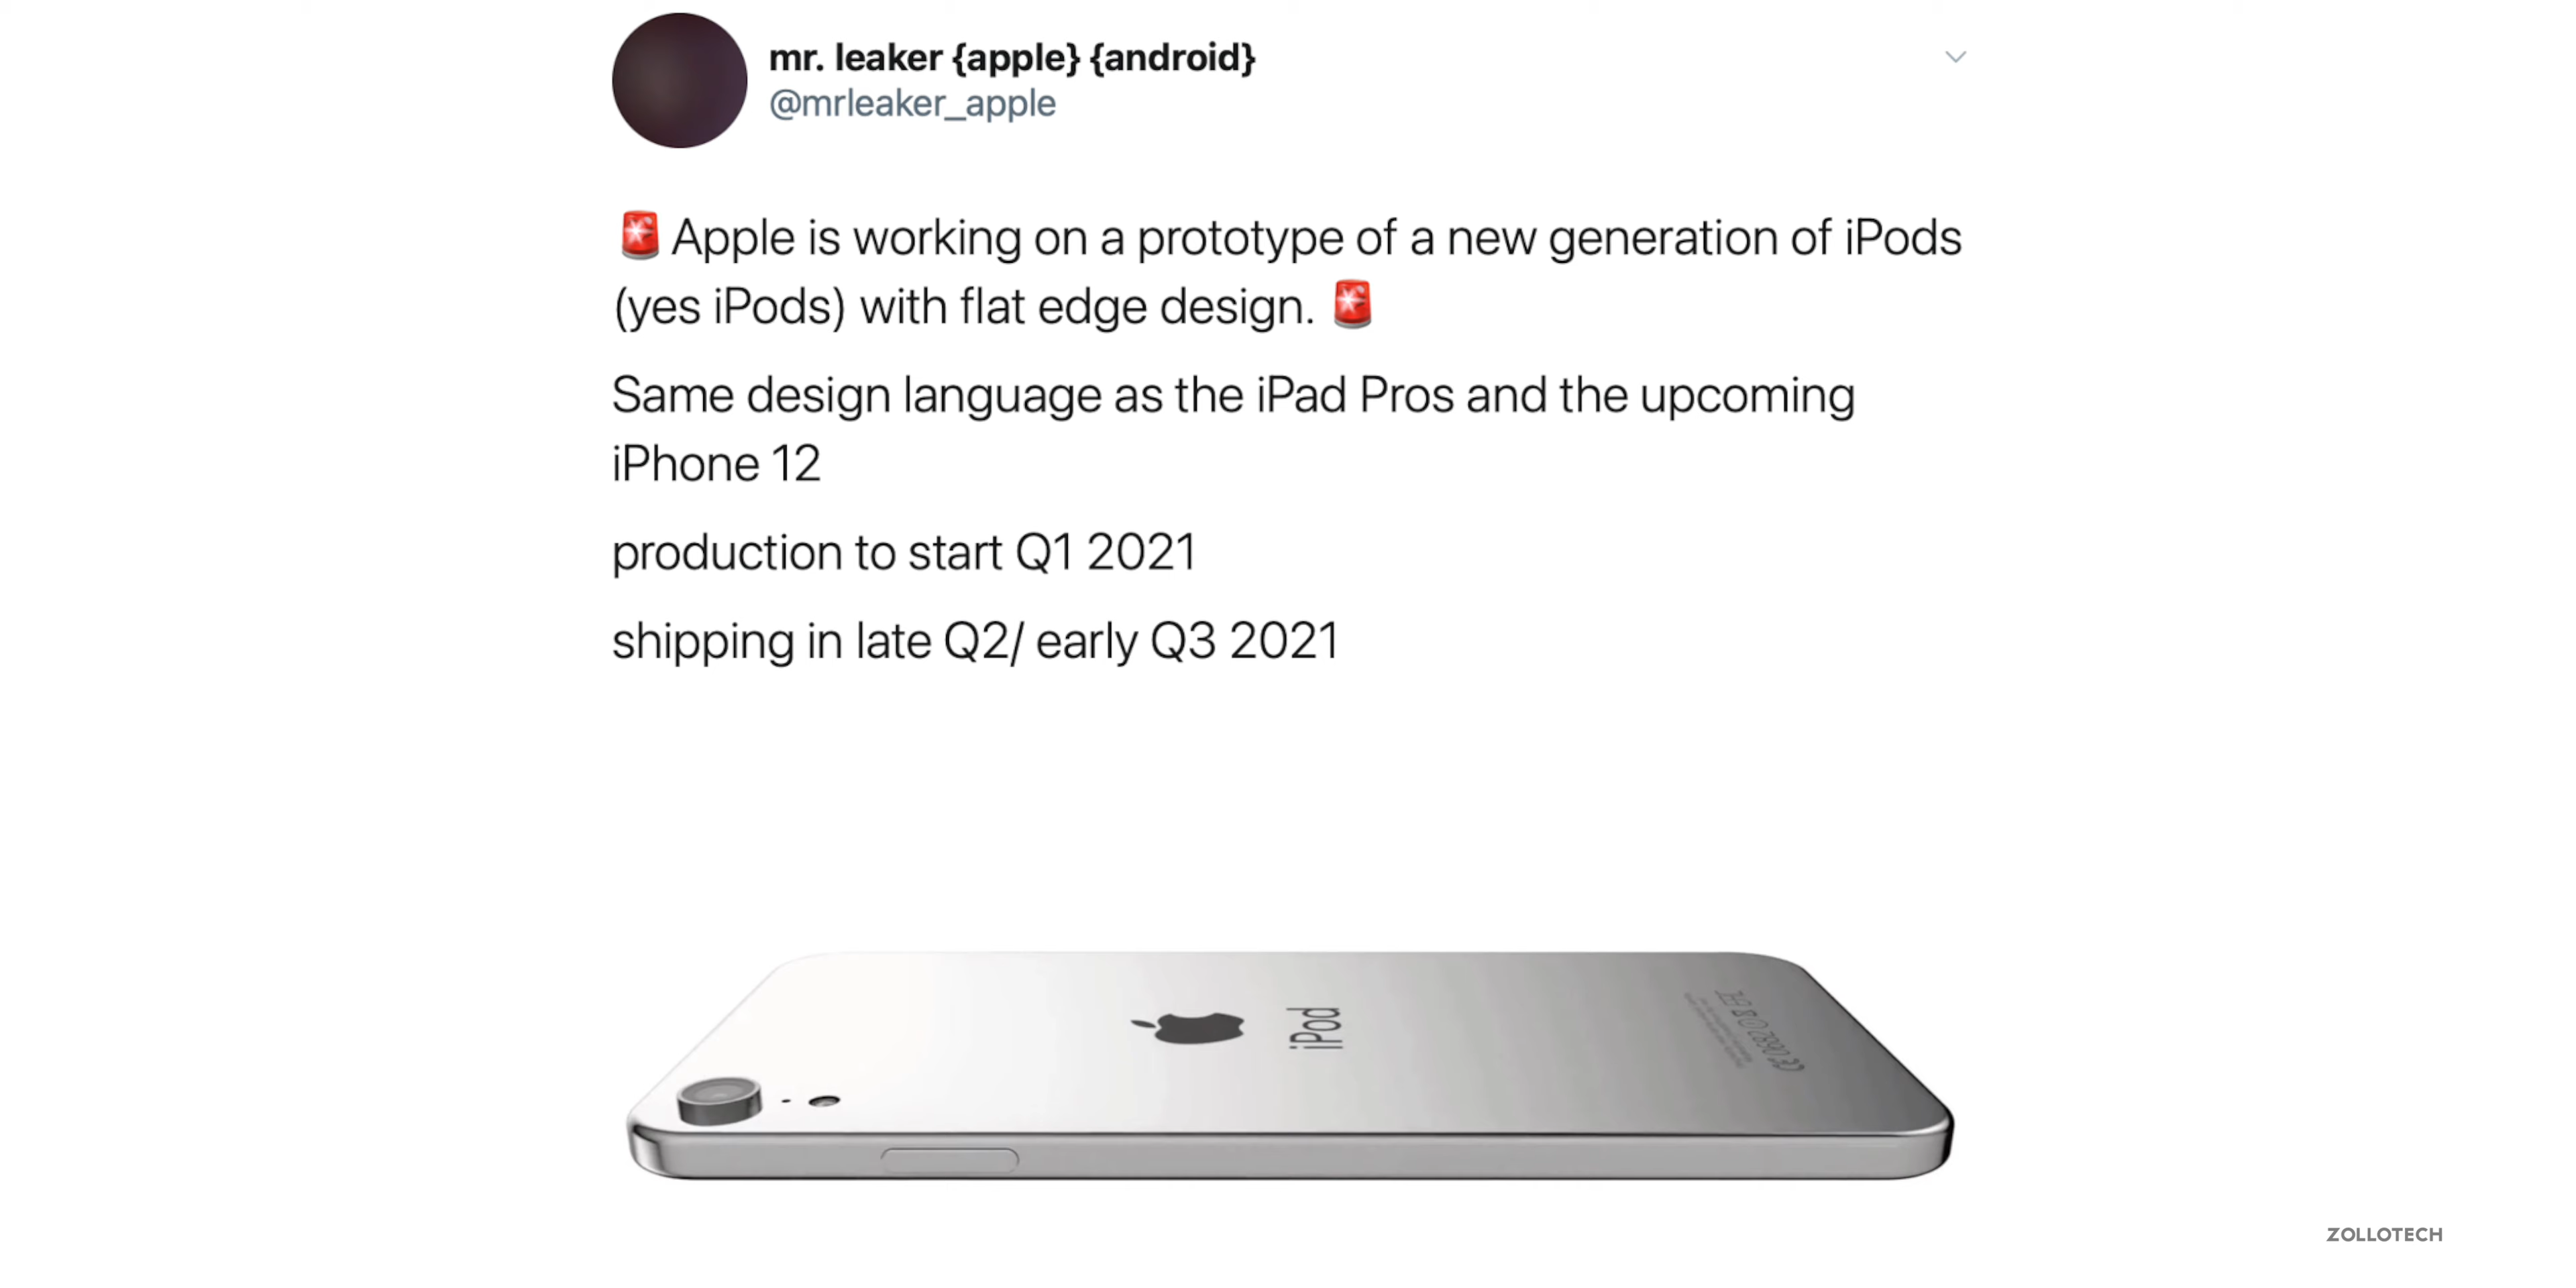 mr. leaker {apple} {android}
@mrleaker_apple
🚨 Apple is working on a prototype of a new generation of iPods
(yes iPods) with flat edge design. 🚨
Same design language as the iPad Pros and the upcoming
iPhone 12
production to start Q1 2021
shipping in late Q2/ early Q3 2021
iPod
ZOLLOTECH